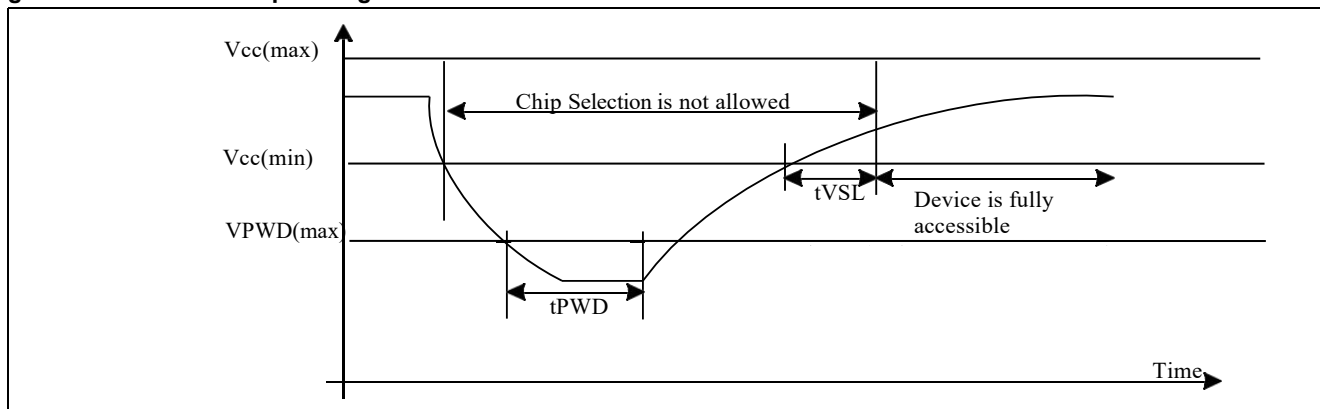 Vcc(max)
Chip Selection is not allowed
Vcc(min)
tVSL
Device is fully
accessible
VPWD(max)
tPWD
Time